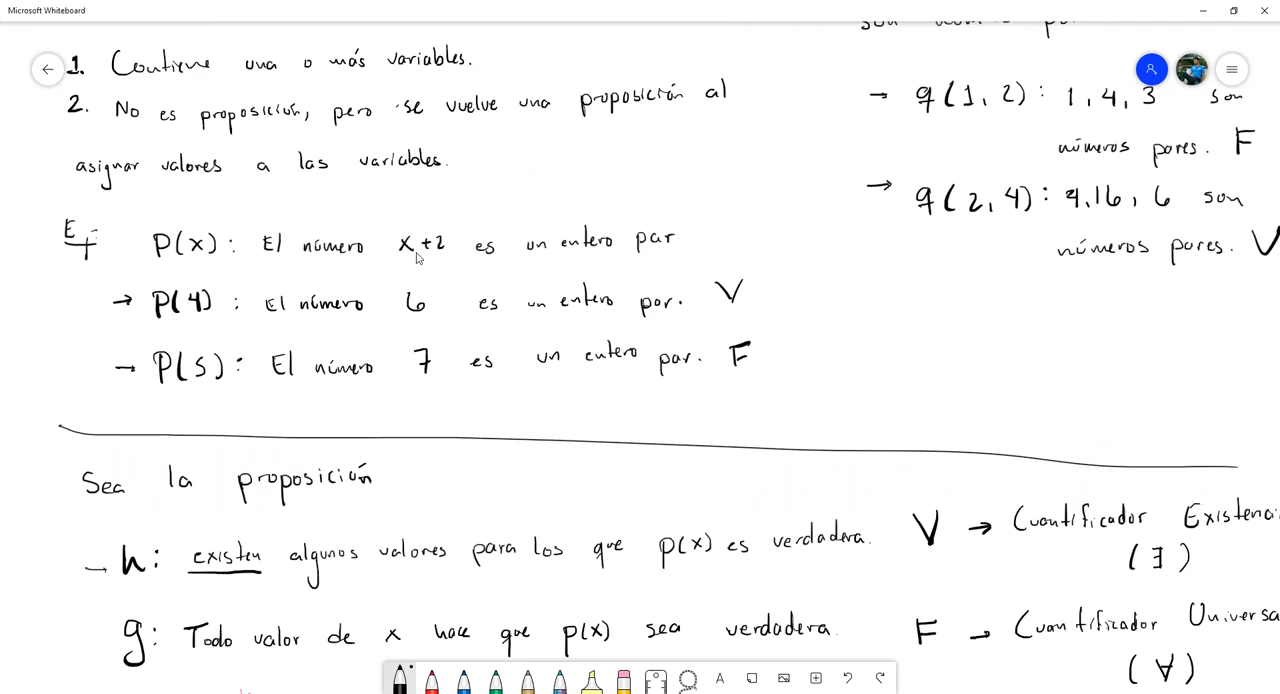 Microsoft Whiteboard
1. Contiene una o más variables.
2. No es proposición, pero se vuelve una proposición al
asignar valores a las variables.
Ej: P(x): El número x+2 es un entero par
→ P(4): El número 6 es un entero par. V
→ P(5): El número 7 es un entero par. F
→ q(1,2): 1,4,3 son
números pares. F
→ q(2,4): 4,16,6 son
números pares. V
Sea la proposición
→ h: existen algunos valores para los que p(x) es verdadera. V → Cuantificador Existenci
(∃)
g: Todo valor de x hace que p(x) sea verdadera. F → Cuantificador Universa
(∀)